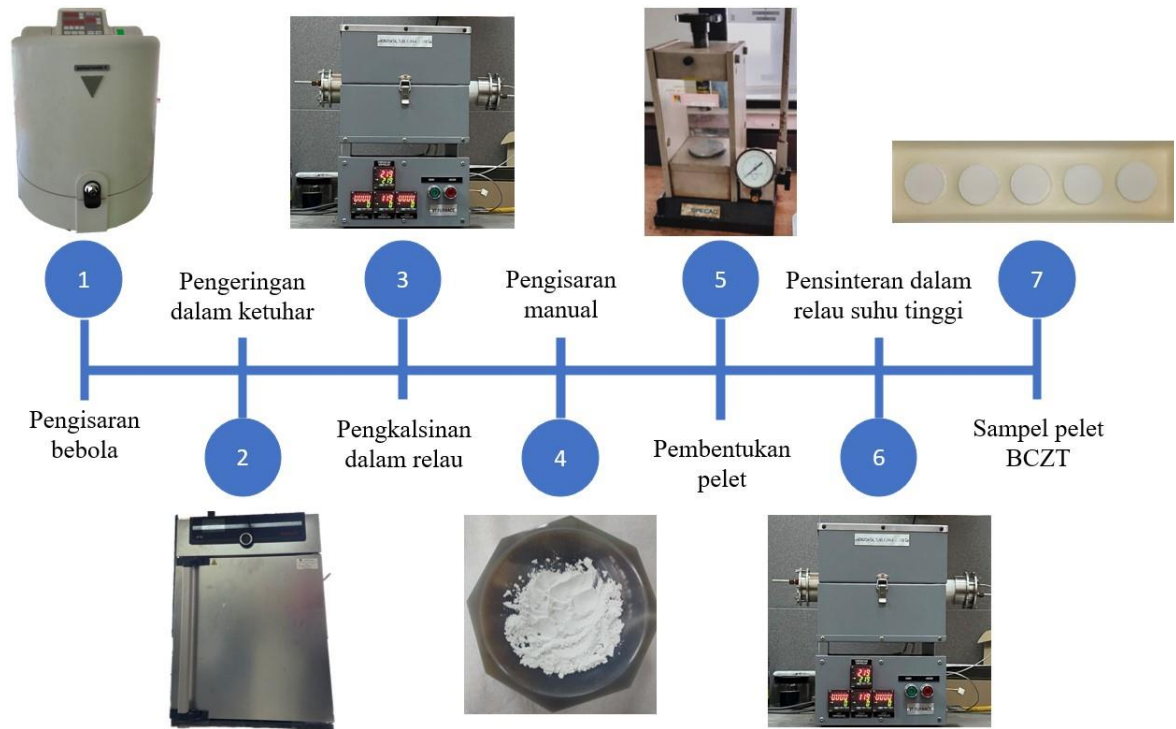 1
Pengisaran
bebola
2
Pengeringan
dalam ketuhar
3
Pengkalsinan
dalam relau
4
Pengisaran
manual
5
Pembentukan
pelet
6
Pensinteran dalam
relau suhu tinggi
7
Sampel pelet
BCZT